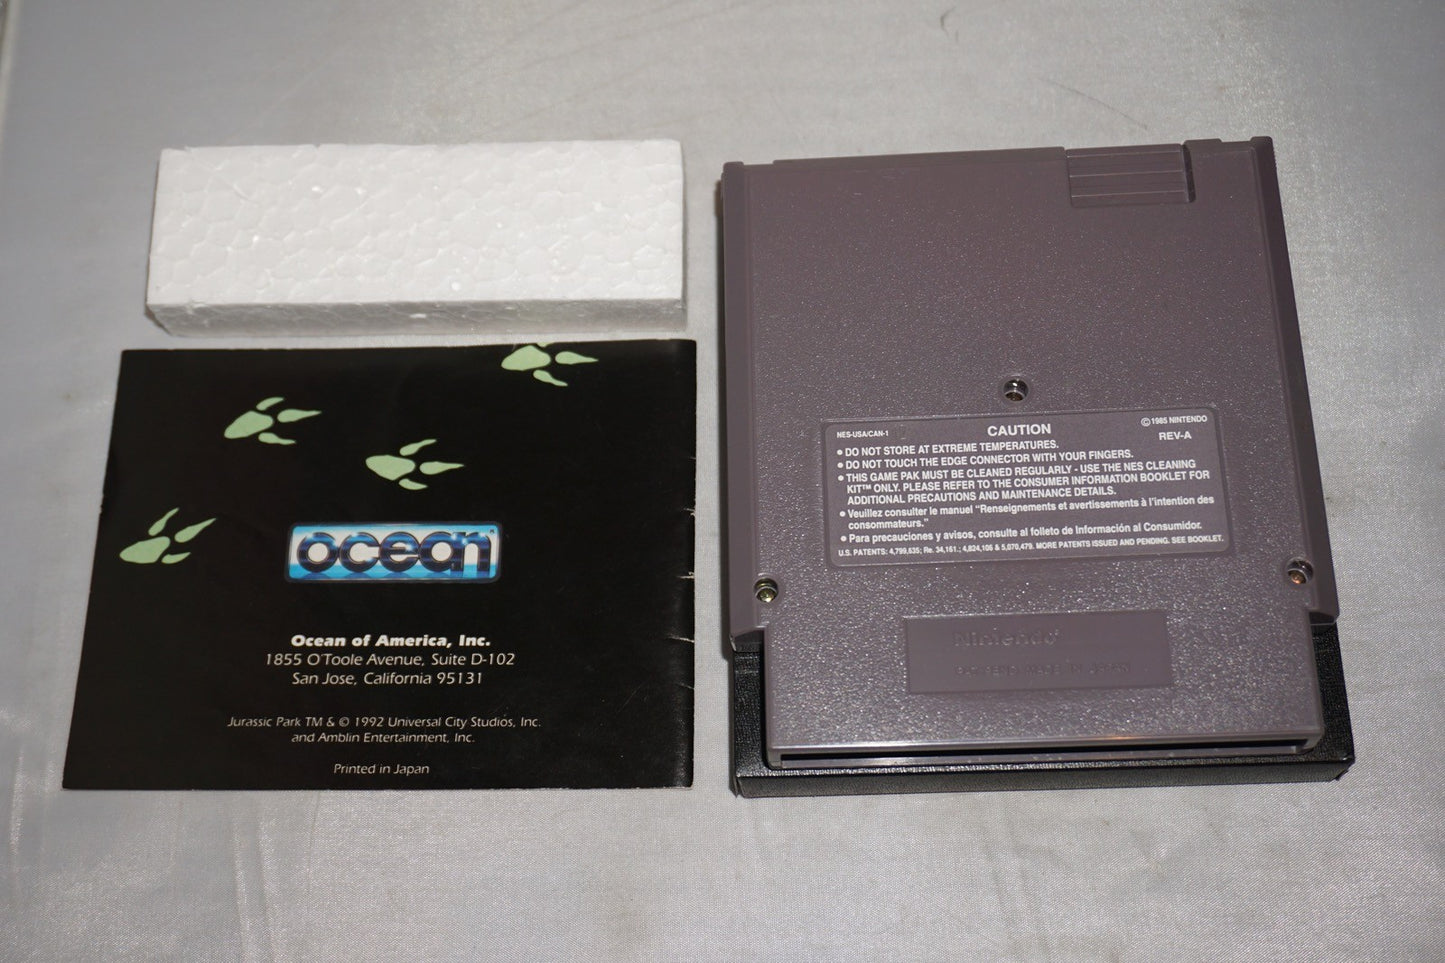 ocean
Ocean of America, Inc.
1855 O'Toole Avenue, Suite D-102
San Jose, California 95131
Jurassic Park TM & © 1992 Universal City Studios, Inc.
and Amblin Entertainment, Inc.
Printed in Japan
NES-USA/CAN-1
CAUTION
© 1985 NINTENDO
REV-A
• DO NOT STORE AT EXTREME TEMPERATURES.
• DO NOT TOUCH THE EDGE CONNECTOR WITH YOUR FINGERS.
• THIS GAME PAK MUST BE CLEANED REGULARLY - USE THE NES CLEANING
KIT™ ONLY. PLEASE REFER TO THE CONSUMER INFORMATION BOOKLET FOR
ADDITIONAL PRECAUTIONS AND MAINTENANCE DETAILS.
• Veuillez consulter le manuel "Renseignements et avertissements à l'intention des
consommateurs."
• Para precauciones y avisos, consulte al folleto de Información al Consumidor.
U.S. PATENTS: 4,799,635; Re. 34,161.; 4,824,106 & 5,070,479. MORE PATENTS ISSUED AND PENDING. SEE BOOKLET.
Nintendo
MADE IN JAPAN